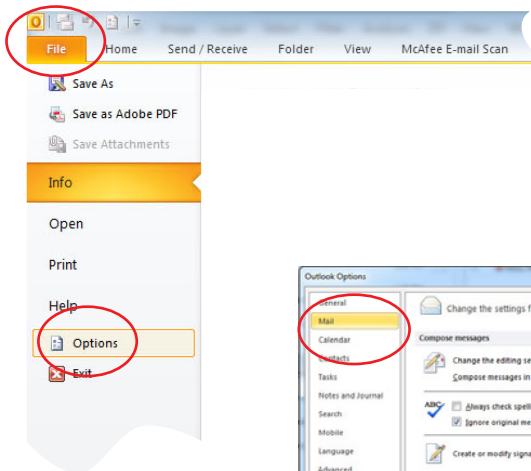 File Home Send / Receive Folder View McAfee E-mail Scan
Save As
Save as Adobe PDF
Save Attachments
Info
Open
Print
Help
Options
Exit
Outlook Options
General
Mail
Calendar
Contacts
Tasks
Notes and Journal
Search
Mobile
Language
Advanced
Change the settings f
Compose messages
Change the editing se
Compose messages in
ABC
Always check spell
Ignore original me
Create or modify signa